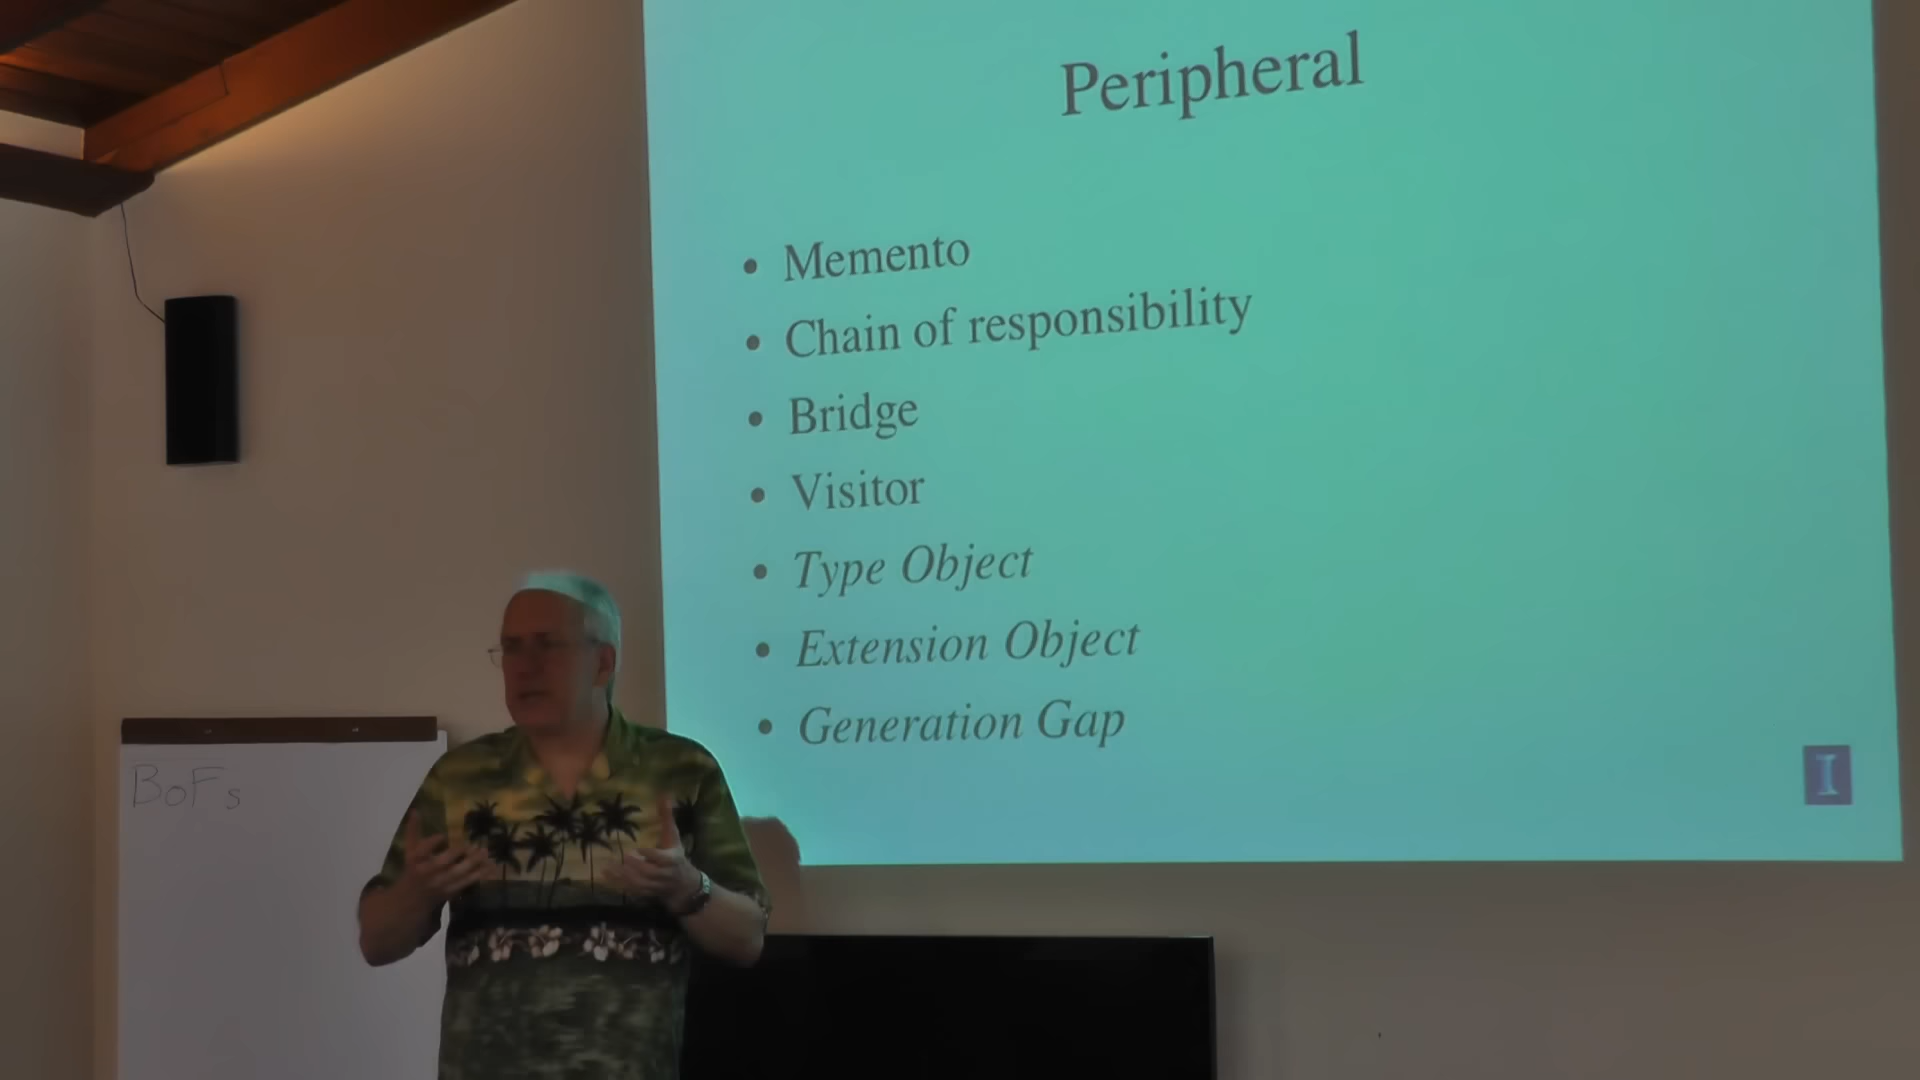 Peripheral
• Memento
• Chain of responsibility
• Bridge
• Visitor
• Type Object
• Extension Object
• Generation Gap
I
BoFs